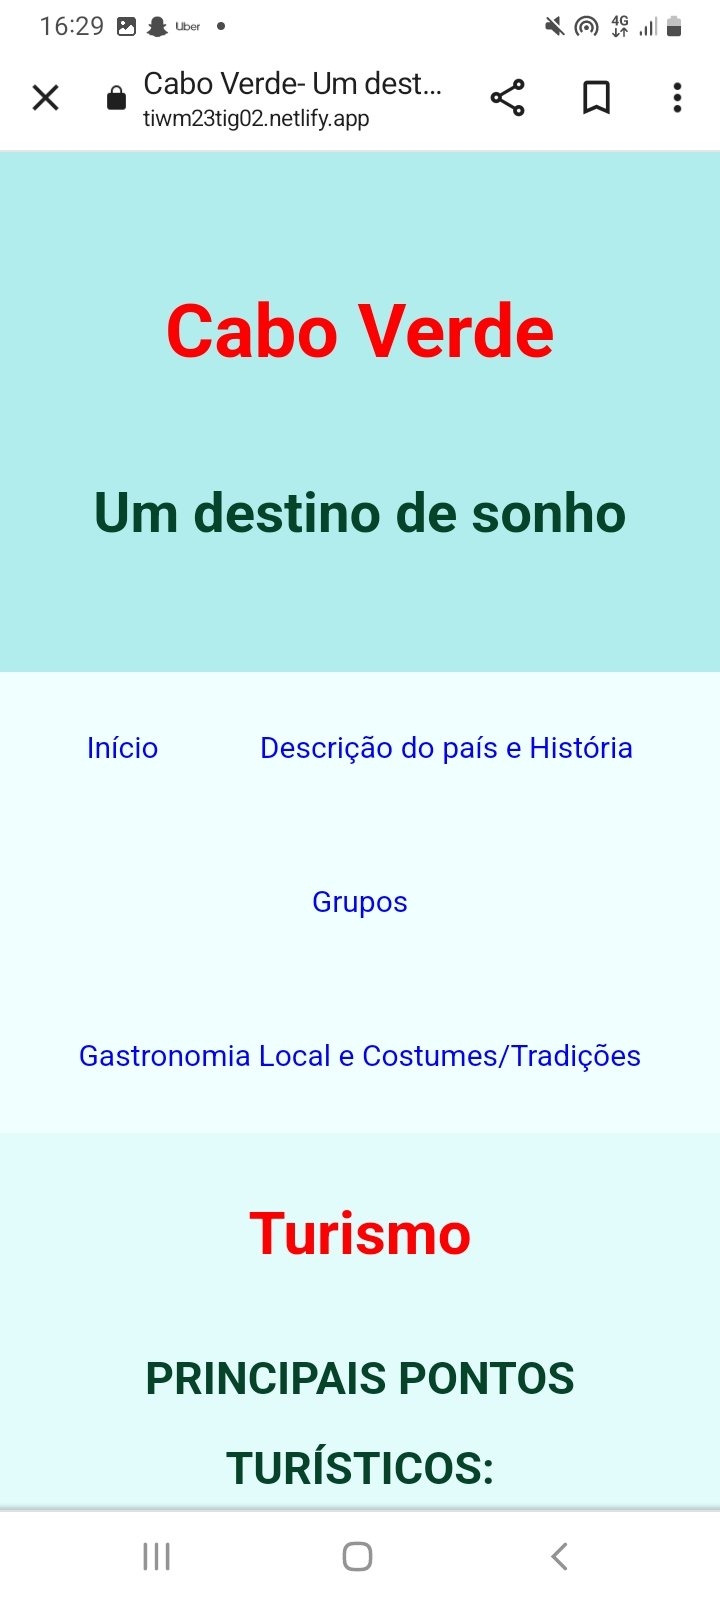 16:29 Uber 4G
Cabo Verde- Um dest...
tiwm23tig02.netlify.app
Cabo Verde
Um destino de sonho
Início Descrição do país e História
Grupos
Gastronomia Local e Costumes/Tradições
Turismo
PRINCIPAIS PONTOS
TURÍSTICOS: